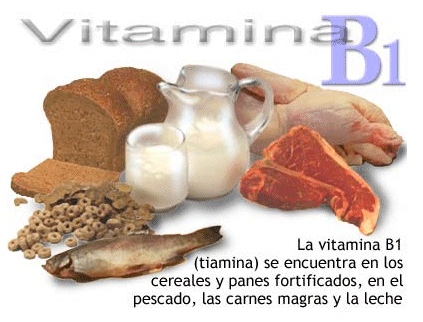 Vitamina B1
La vitamina B1
(tiamina) se encuentra en los
cereales y panes fortificados, en el
pescado, las carnes magras y la leche